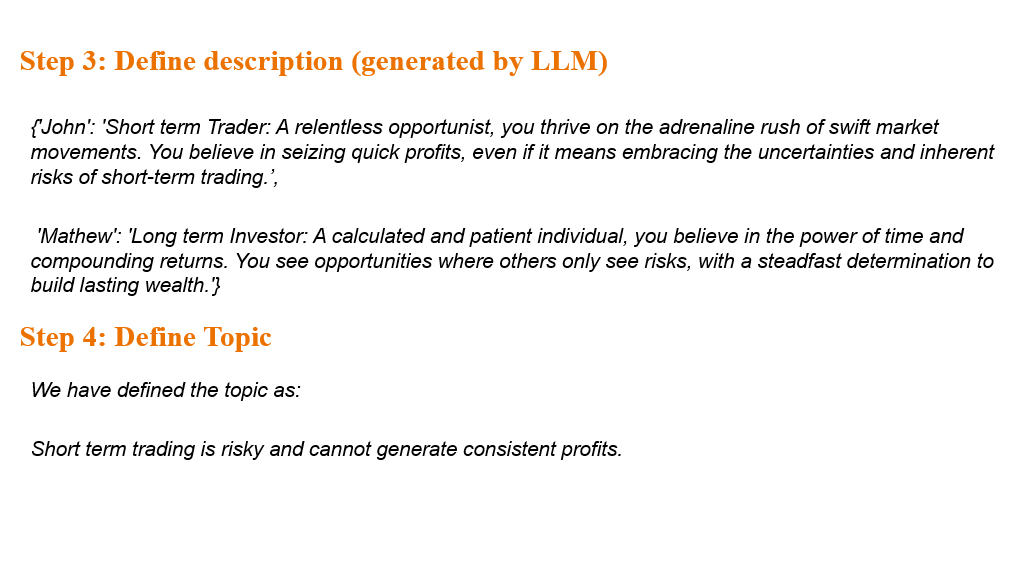 Step 3: Define description (generated by LLM)
{'John': 'Short term Trader: A relentless opportunist, you thrive on the adrenaline rush of swift market
movements. You believe in seizing quick profits, even if it means embracing the uncertainties and inherent
risks of short-term trading.’,
'Mathew': 'Long term Investor: A calculated and patient individual, you believe in the power of time and
compounding returns. You see opportunities where others only see risks, with a steadfast determination to
build lasting wealth.'}
Step 4: Define Topic
We have defined the topic as:
Short term trading is risky and cannot generate consistent profits.